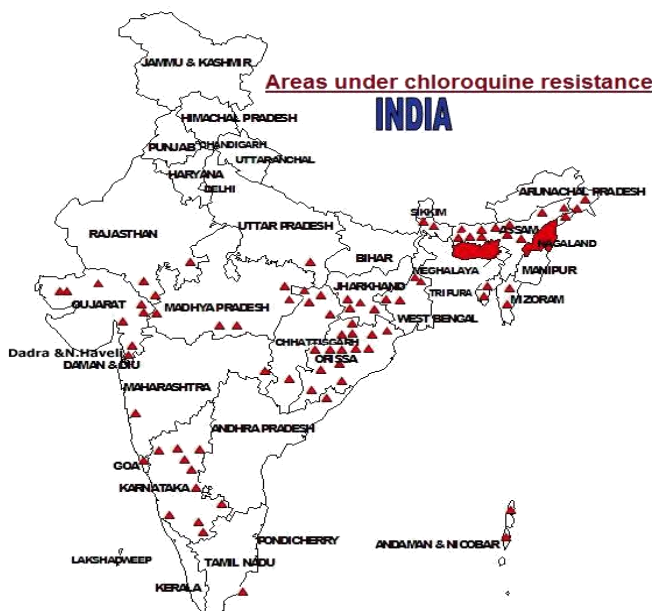 JAMMU & KASHMIR
Areas under chloroquine resistance
INDIA
HIMACHAL PRADESH
PUNJAB
CHANDIGARH
UTTARANCHAL
HARYANA
DELHI
ARUNACHAL PRADESH
SIKKIM
RAJASTHAN
UTTAR PRADESH
ASSAM
NAGALAND
BIHAR
MEGHALAYA
MANIPUR
GUJARAT
MADHYA PRADESH
JHARKHAND
TRIPURA
MIZORAM
WEST BENGAL
CHHATTISGARH
Dadra &N.Haveli
ORISSA
DAMAN & DIU
MAHARASHTRA
ANDHRA PRADESH
GOA
KARNATAKA
PONDICHERRY
ANDAMAN & NICOBAR
LAKSHADWEEP
TAMIL NADU
KERALA